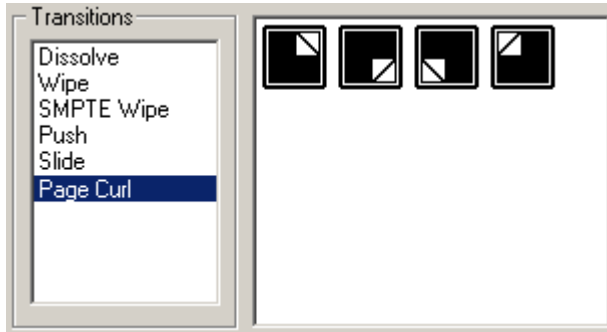 Transitions
Dissolve
Wipe
SMPTE Wipe
Push
Slide
Page Curl